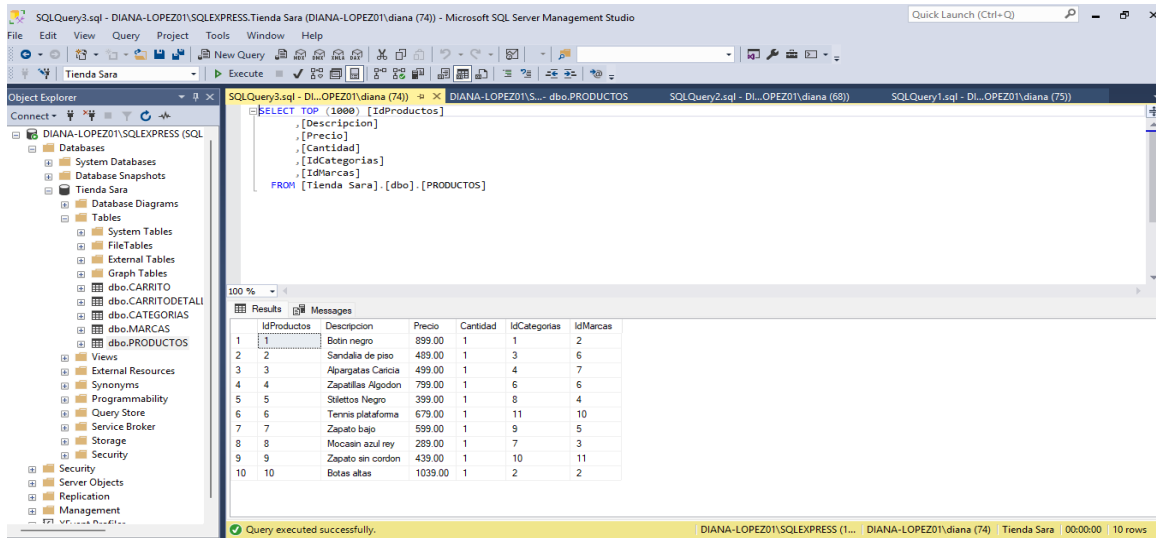 SQLQuery3.sql - DIANA-LOPEZ01\SQLEXPRESS.Tienda Sara (DIANA-LOPEZ01\diana (74)) - Microsoft SQL Server Management Studio
Quick Launch (Ctrl+Q)
File Edit View Query Project Tools Window Help
New Query
Tienda Sara
Execute
Object Explorer
SQLQuery3.sql - DI...OPEZ01\diana (74))
DIANA-LOPEZ01\S...- dbo.PRODUCTOS
SQLQuery2.sql - DI...OPEZ01\diana (68))
SQLQuery1.sql - DI...OPEZ01\diana (75))
Connect
DIANA-LOPEZ01\SQLEXPRESS (SQL
Databases
System Databases
Database Snapshots
Tienda Sara
Database Diagrams
Tables
System Tables
FileTables
External Tables
Graph Tables
dbo.CARRITO
dbo.CARRITODETALL
dbo.CATEGORIAS
dbo.MARCAS
dbo.PRODUCTOS
Views
External Resources
Synonyms
Programmability
Query Store
Service Broker
Storage
Security
Security
Server Objects
Replication
Management
SELECT TOP (1000) [IdProductos]
,[Descripcion]
,[Precio]
,[Cantidad]
,[IdCategorias]
,[IdMarcas]
FROM [Tienda Sara].[dbo].[PRODUCTOS]
100 %
Results Messages
IdProductos Descripcion Precio Cantidad IdCategorias IdMarcas
1 1 Botin negro 899.00 1 1 2
2 2 Sandalia de piso 489.00 1 3 6
3 3 Alpargatas Caricia 499.00 1 4 7
4 4 Zapatillas Algodon 799.00 1 6 6
5 5 Stilettos Negro 399.00 1 8 4
6 6 Tennis plataforma 679.00 1 11 10
7 7 Zapato bajo 599.00 1 9 5
8 8 Mocasin azul rey 289.00 1 7 3
9 9 Zapato sin cordon 439.00 1 10 11
10 10 Botas altas 1039.00 1 2 2
Query executed successfully.
DIANA-LOPEZ01\SQLEXPRESS (1...
DIANA-LOPEZ01\diana (74)
Tienda Sara
00:00:00
10 rows